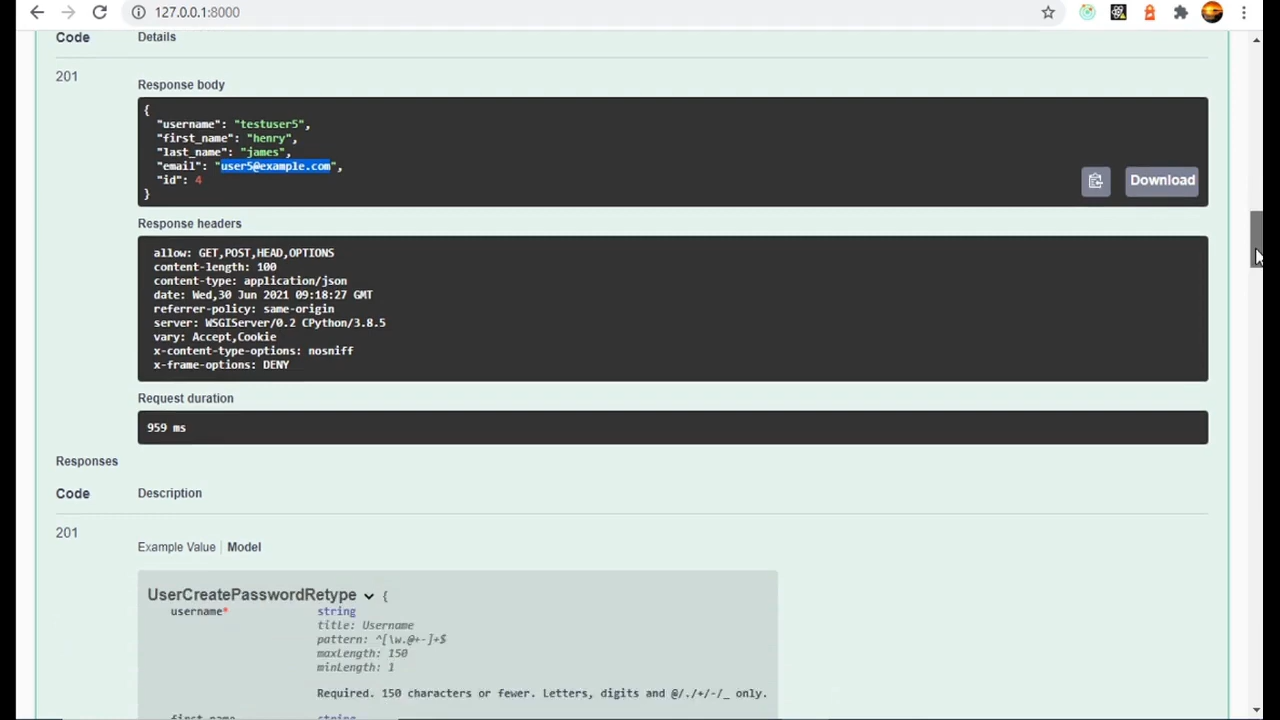 127.0.0.1:8000
Code Details
201
Response body
{
"username": "testuser5",
"first_name": "henry",
"last_name": "james",
"email": "user5@example.com",
"id": 4
}
Download
Response headers
allow: GET,POST,HEAD,OPTIONS
content-length: 100
content-type: application/json
date: Wed,30 Jun 2021 09:18:27 GMT
referrer-policy: same-origin
server: WSGIServer/0.2 CPython/3.8.5
vary: Accept,Cookie
x-content-type-options: nosniff
x-frame-options: DENY
Request duration
959 ms
Responses
Code Description
201
Example Value Model
UserCreatePasswordRetype {
username* string
title: Username
pattern: ^[\w.@+-]+$
maxLength: 150
minLength: 1
Required. 150 characters or fewer. Letters, digits and @/./+/-/_ only.
first_name string